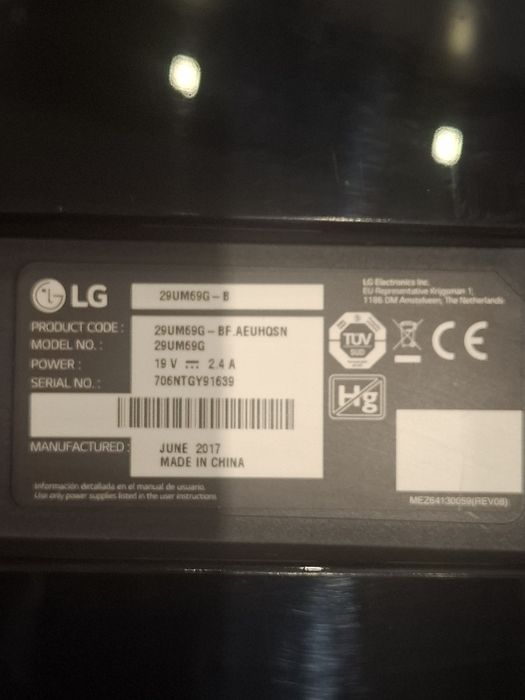 LG
29UM69G-B
LG Electronics Inc.
EU Representative Krijgsman 1,
1186 DM Amstelveen, The Netherlands
PRODUCT CODE : 29UM69G-BF.AEUHQSN
MODEL NO. : 29UM69G
POWER : 19 V ⎓ 2.4 A
SERIAL NO. : 706NTGY91639
TÜV
SÜD
CE
Hg
MANUFACTURED : JUNE 2017
MADE IN CHINA
Información detallada en el manual de usuario.
Use only power supplies listed in the user instructions.
MEZ64130059(REV08)